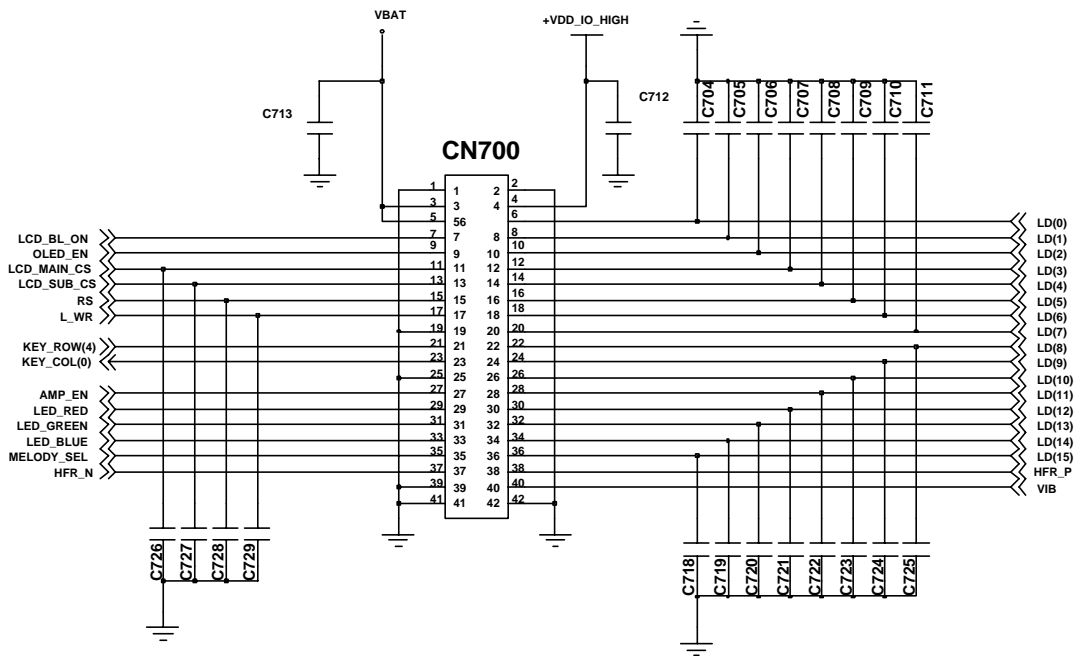 VBAT
+VDD_IO_HIGH
C713
C712
C704
C705
C706
C707
C708
C709
C710
C711
CN700
1 1 2 2
3 3 4 4
5 56 6
LCD_BL_ON 7 7 8 8 LD(0)
OLED_EN 9 9 10 10 LD(1)
LCD_MAIN_CS 11 11 12 12 LD(2)
LCD_SUB_CS 13 13 14 14 LD(3)
RS 15 15 16 16 LD(4)
L_WR 17 17 18 18 LD(5)
19 19 20 20 LD(6)
KEY_ROW(4) 21 21 22 22 LD(7)
KEY_COL(0) 23 23 24 24 LD(8)
25 25 26 26 LD(9)
AMP_EN 27 27 28 28 LD(10)
LED_RED 29 29 30 30 LD(11)
LED_GREEN 31 31 32 32 LD(12)
LED_BLUE 33 33 34 34 LD(13)
MELODY_SEL 35 35 36 36 LD(14)
HFR_N 37 37 38 38 LD(15)
39 39 40 40 HFR_P
41 41 42 42 VIB
C726
C727
C728
C729
C718
C719
C720
C721
C722
C723
C724
C725